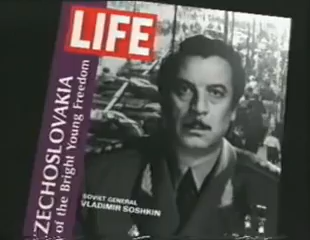 LIFE
ZECHOSLOVAKIA
of the Bright Young Freedom
SOVIET GENERAL
VLADIMIR SOSHKIN